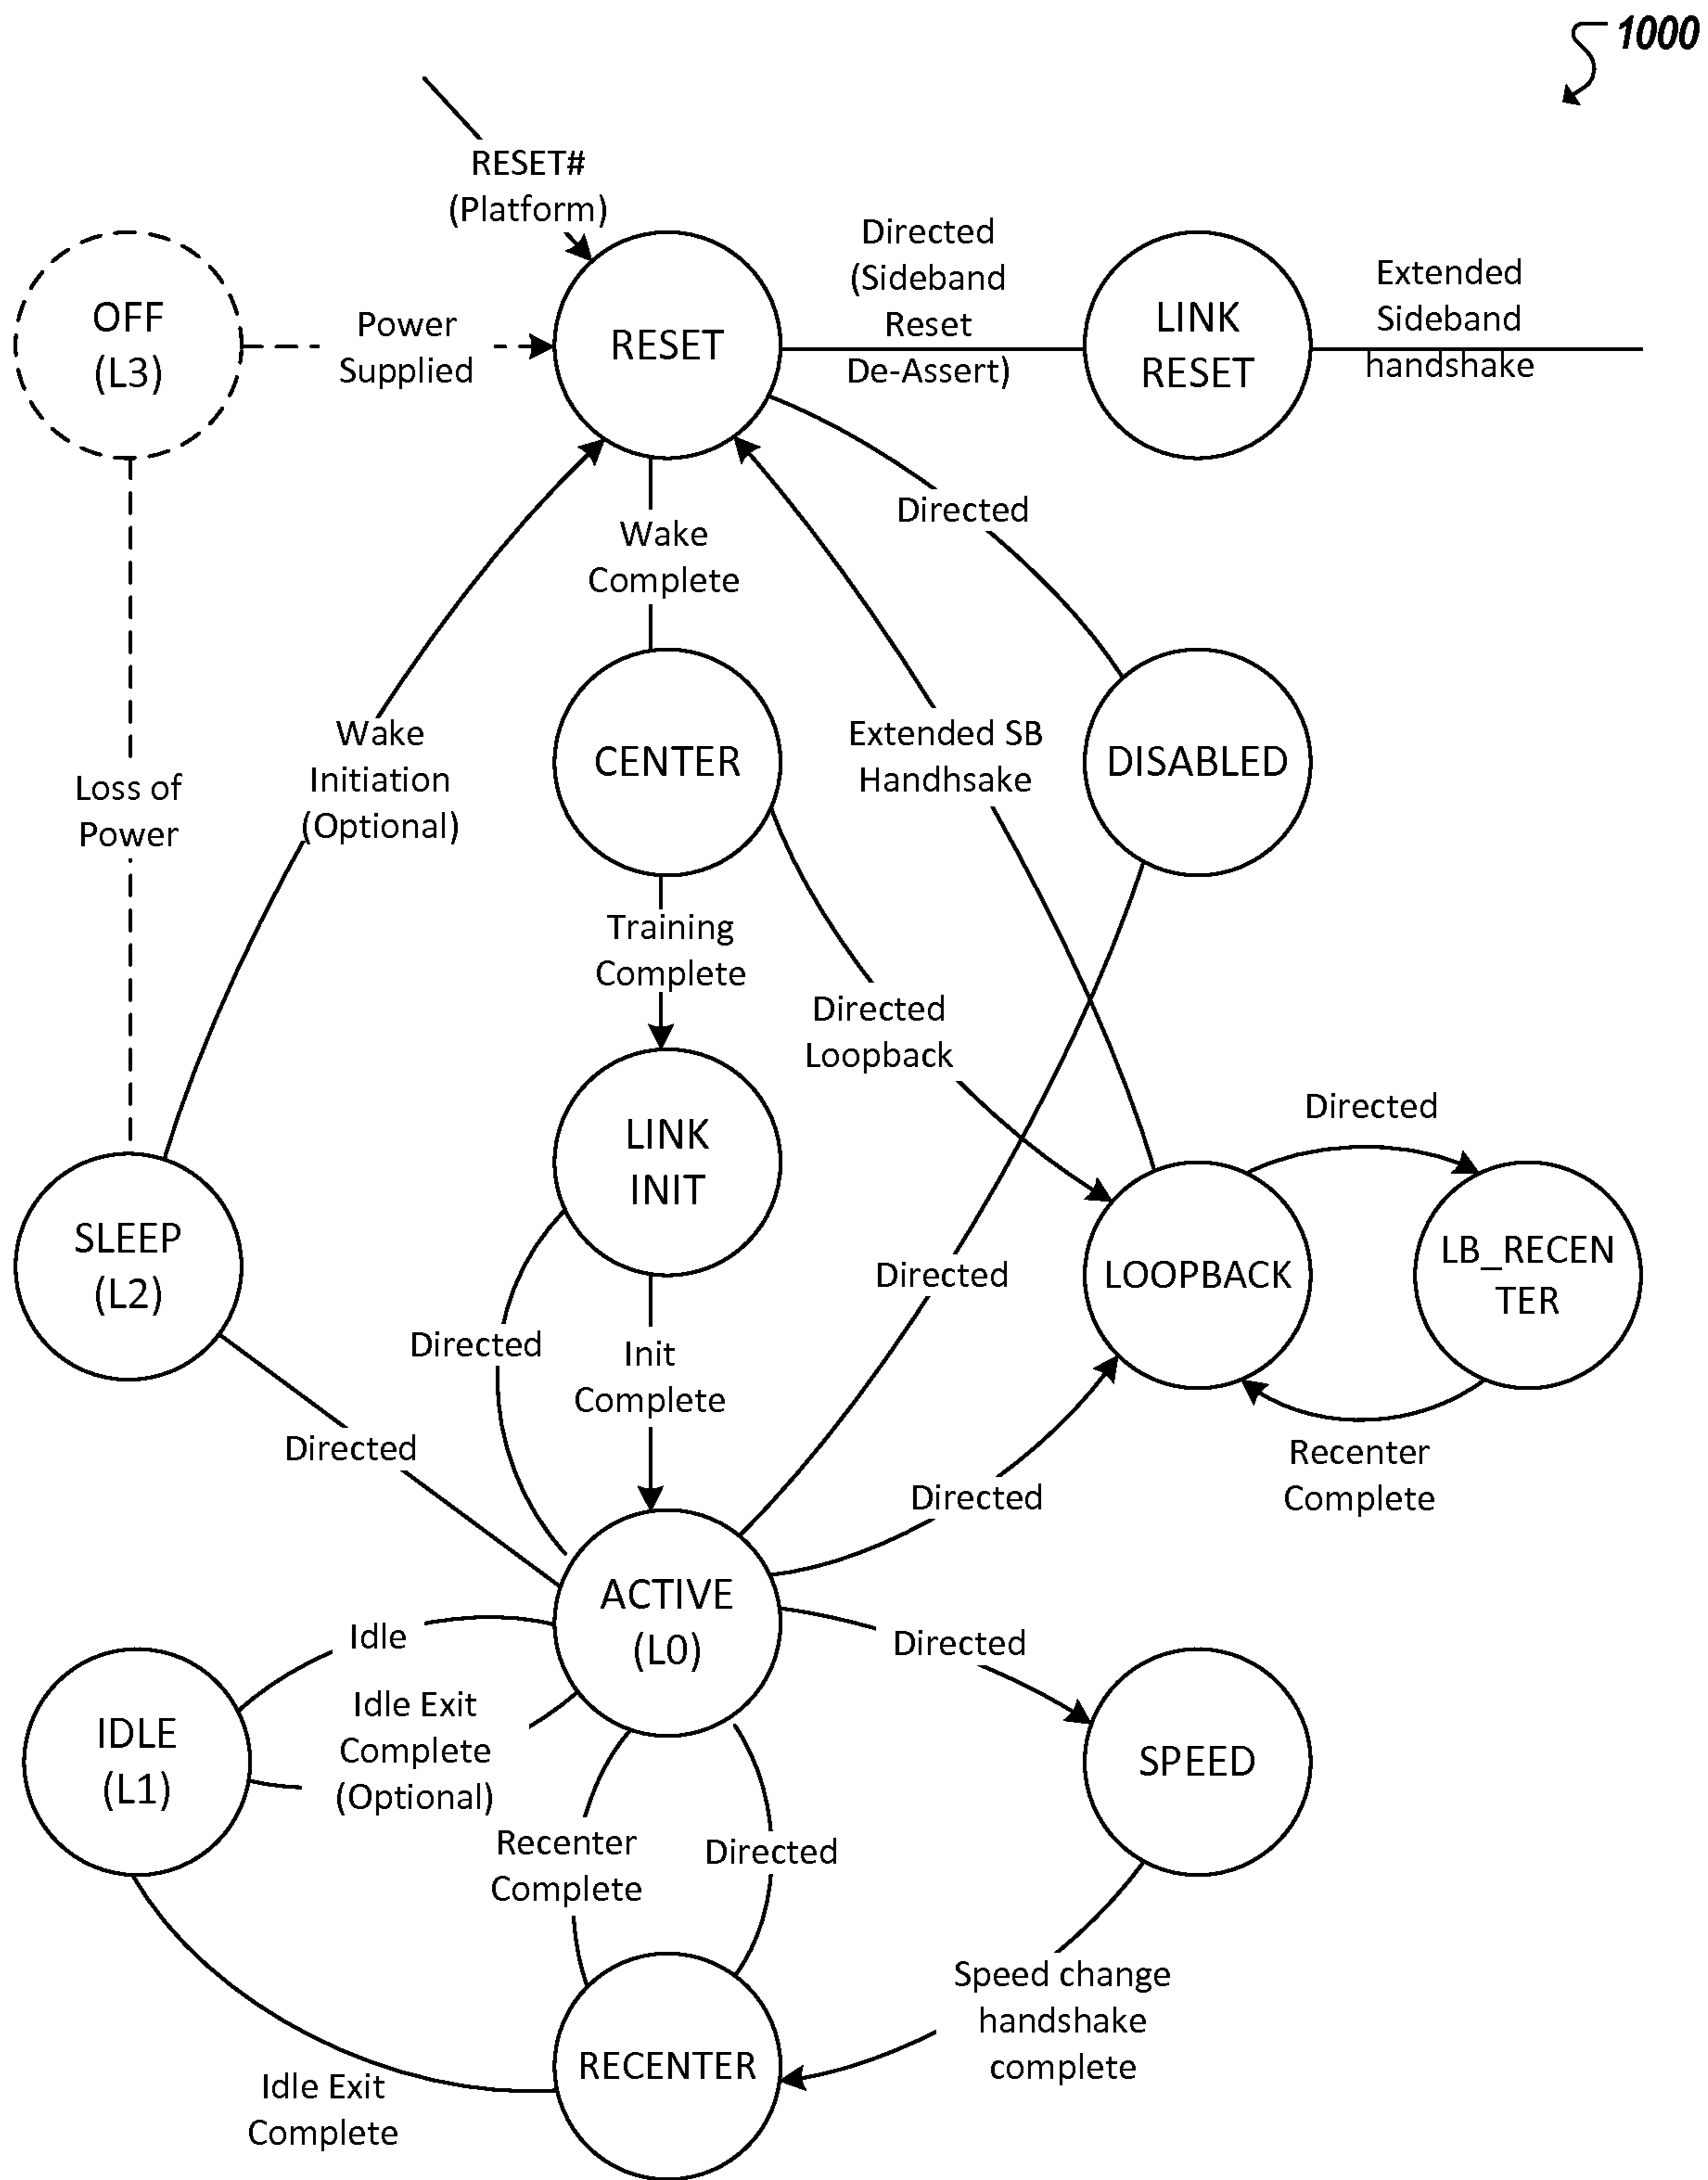 1000
RESET#
(Platform)
Directed
(Sideband
Reset
De-Assert)
Extended
Sideband
handshake
OFF
(L3)
Power
Supplied
RESET
LINK
RESET
Directed
Wake
Complete
Wake
Initiation
(Optional)
Loss of
Power
CENTER
Extended SB
Handhsake
DISABLED
Training
Complete
Directed
Loopback
LINK
INIT
Directed
SLEEP
(L2)
Directed
LOOPBACK
LB_RECEN
TER
Directed
Init
Complete
Directed
Directed
Recenter
Complete
ACTIVE
(L0)
Idle
Directed
IDLE
(L1)
Idle Exit
Complete
(Optional)
SPEED
Recenter
Complete
Directed
Speed change
handshake
complete
RECENTER
Idle Exit
Complete